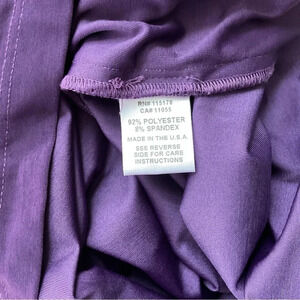 RN# 115178
CA# 11055
92% POLYESTER
8% SPANDEX
MADE IN THE U.S.A.
SEE REVERSE
SIDE FOR CARE
INSTRUCTIONS